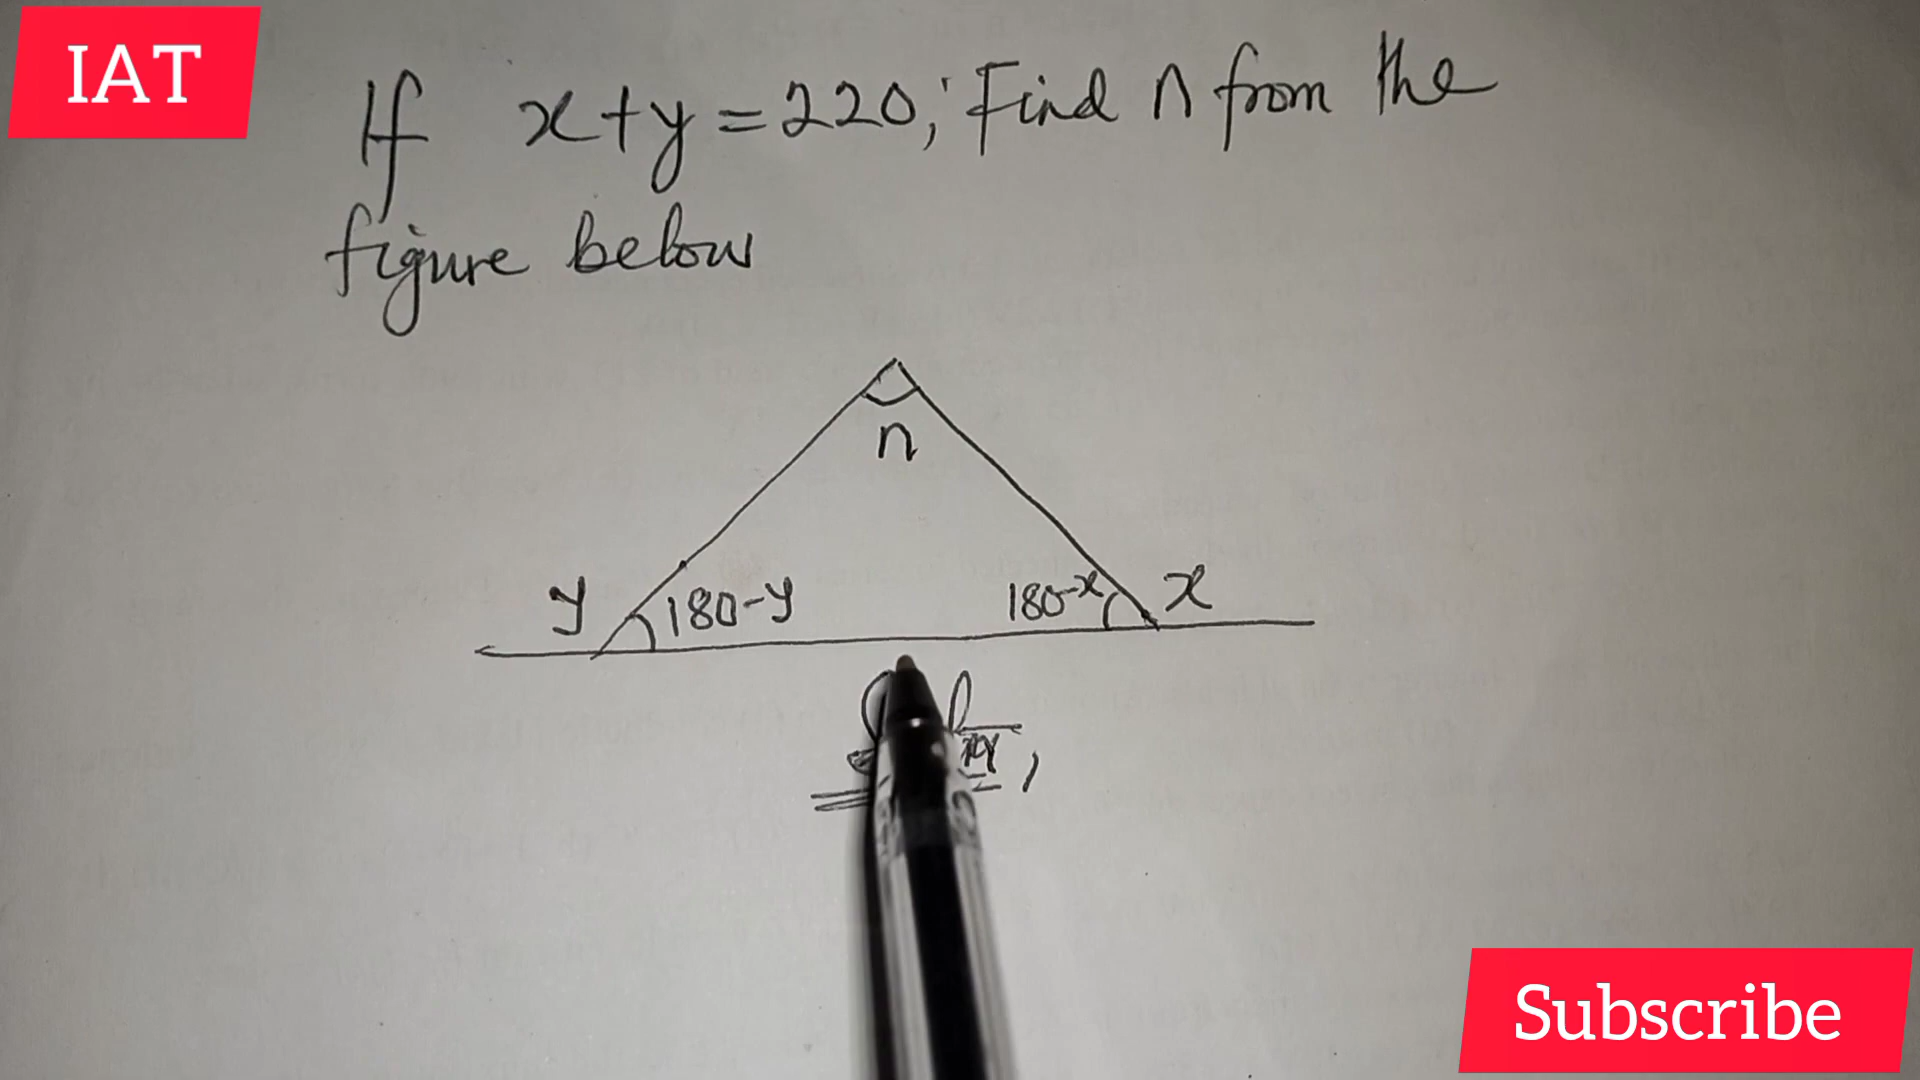 IAT
If x+y=220; Find n from the
figure below
n
y 180-y 180-x x
Subscribe